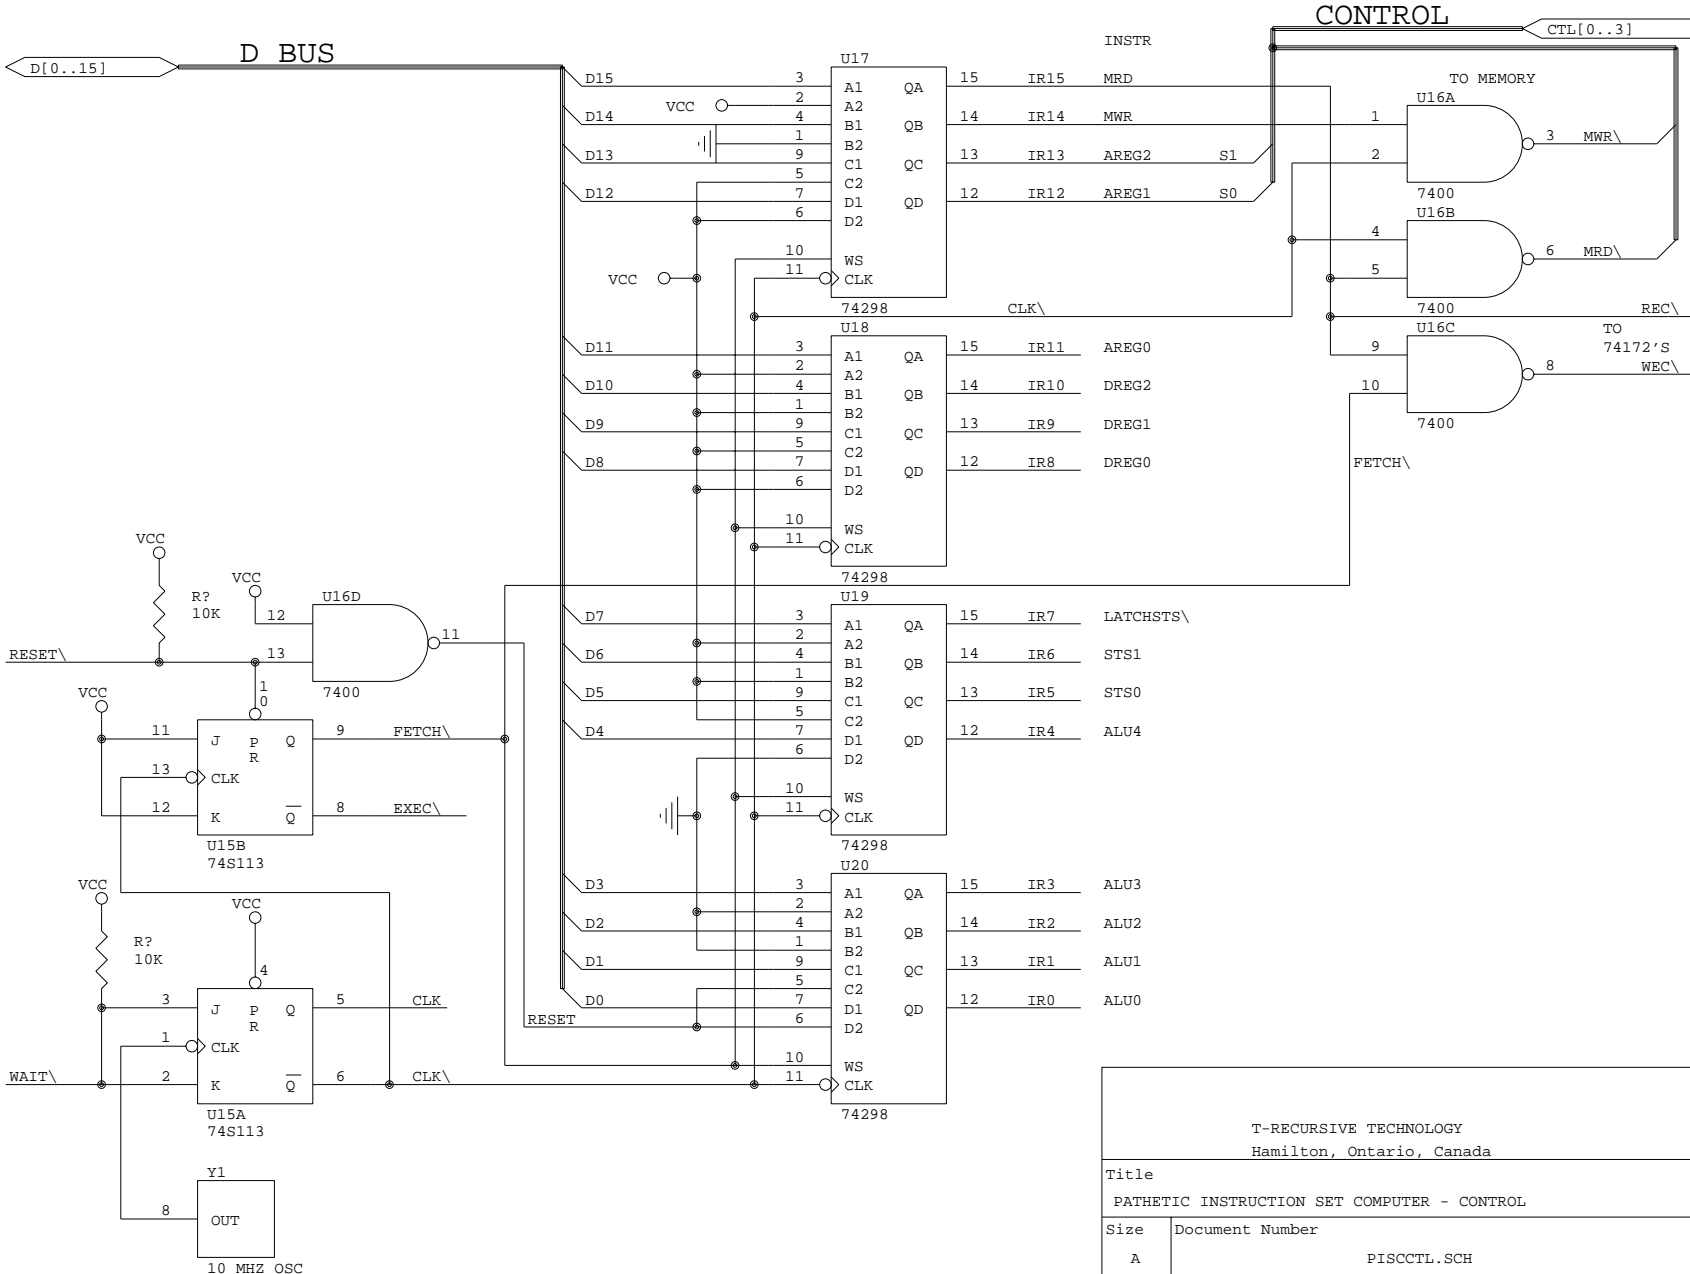 CONTROL
CTL[0..3]
D BUS
D[0..15]
INSTR
TO MEMORY
U17
D15 3 A1 QA 15 IR15 MRD
VCC 2 A2
D14 4 B1 QB 14 IR14 MWR
1 B2
D13 9 C1 QC 13 IR13 AREG2 S1
5 C2
D12 7 D1 QD 12 IR12 AREG1 S0
6 D2
10 WS
VCC 11 CLK
74298
CLK\
U16A
1
2
3 MWR\
7400
U16B
4
5
6 MRD\
7400
REC\
U16C
TO
74172'S
9
10
8 WEC\
7400
FETCH\
U18
D11 3 A1 QA 15 IR11 AREG0
2 A2
D10 4 B1 QB 14 IR10 DREG2
1 B2
D9 9 C1 QC 13 IR9 DREG1
5 C2
D8 7 D1 QD 12 IR8 DREG0
6 D2
10 WS
11 CLK
74298
VCC
R?
10K
VCC
U16D
12
13
11
7400
RESET\
U19
D7 3 A1 QA 15 IR7 LATCHSTS\
2 A2
D6 4 B1 QB 14 IR6 STS1
1 B2
D5 9 C1 QC 13 IR5 STS0
5 C2
D4 7 D1 QD 12 IR4 ALU4
6 D2
10 WS
11 CLK
74298
VCC
1
0
11 J P Q 9 FETCH\
R
13 CLK
12 K Q 8 EXEC\
U15B
74S113
U20
D3 3 A1 QA 15 IR3 ALU3
2 A2
D2 4 B1 QB 14 IR2 ALU2
1 B2
D1 9 C1 QC 13 IR1 ALU1
5 C2
D0 7 D1 QD 12 IR0 ALU0
RESET 6 D2
10 WS
11 CLK
74298
VCC
VCC
R?
10K
4
3 J P Q 5 CLK
R
1 CLK
WAIT\ 2 K Q 6 CLK\
U15A
74S113
Y1
8 OUT
10 MHZ OSC
T-RECURSIVE TECHNOLOGY
Hamilton, Ontario, Canada
Title
PATHETIC INSTRUCTION SET COMPUTER - CONTROL
Size Document Number
A PISCCTL.SCH